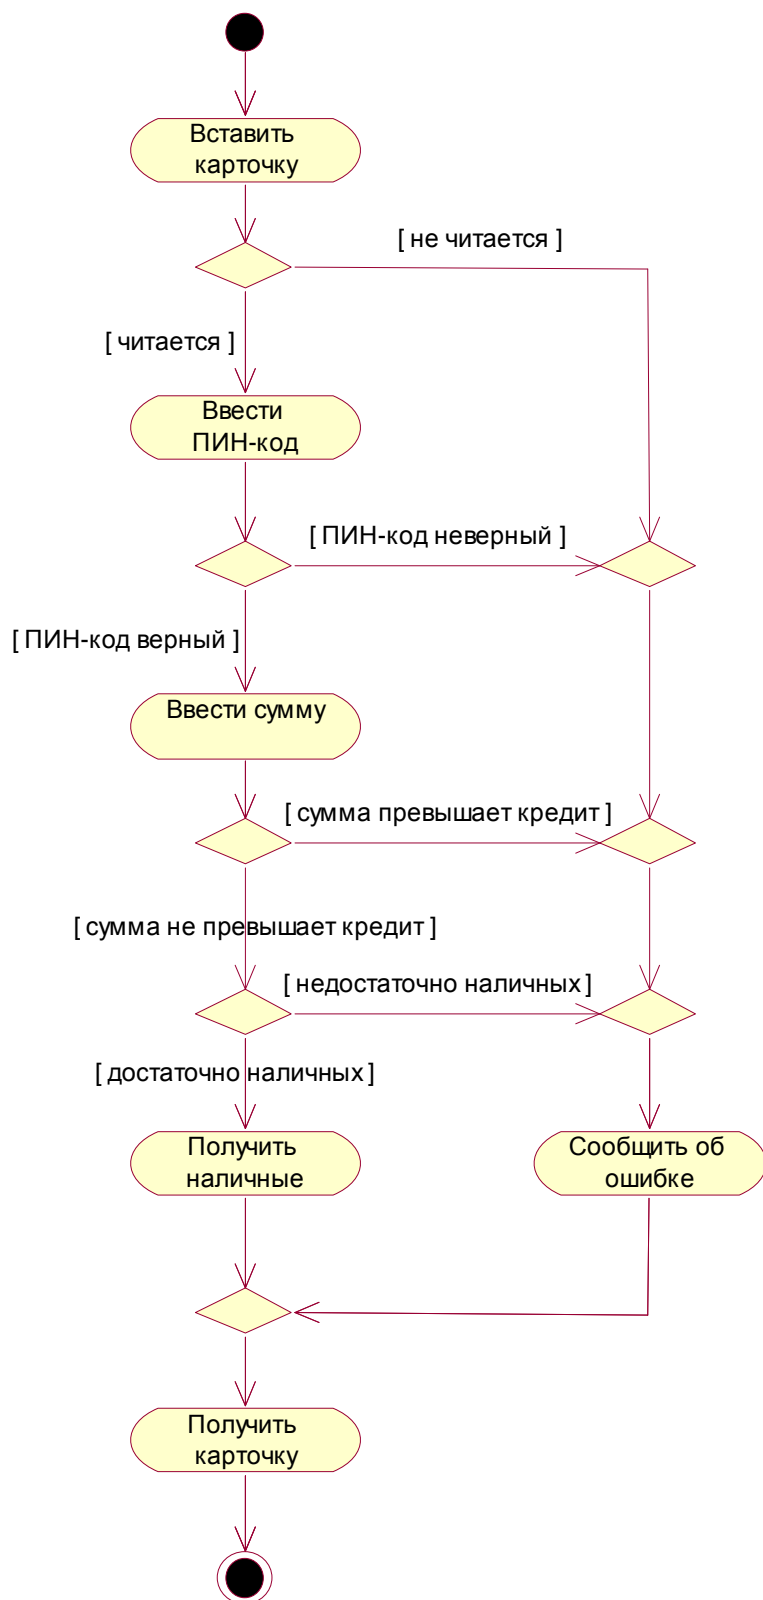 Вставить
карточку
[ не читается ]
[ читается ]
Ввести
ПИН-код
[ ПИН-код неверный ]
[ ПИН-код верный ]
Ввести сумму
[ сумма превышает кредит ]
[ сумма не превышает кредит ]
[ недостаточно наличных ]
[ достаточно наличных ]
Получить
наличные
Сообщить об
ошибке
Получить
карточку